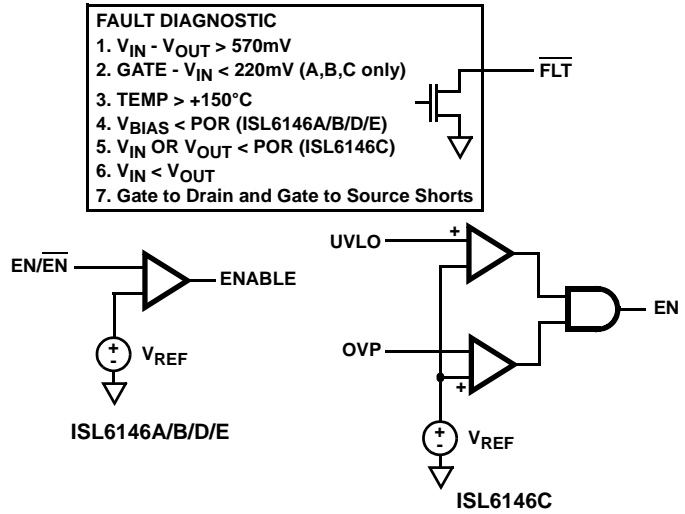 FAULT DIAGNOSTIC
1. VIN - VOUT > 570mV
2. GATE - VIN < 220mV (A,B,C only)
3. TEMP > +150°C
4. VBIAS < POR (ISL6146A/B/D/E)
5. VIN OR VOUT < POR (ISL6146C)
6. VIN < VOUT
7. Gate to Drain and Gate to Source Shorts
FLT
EN/EN
ENABLE
+
-
VREF
ISL6146A/B/D/E
UVLO
+
EN
OVP
+
+
-
VREF
ISL6146C